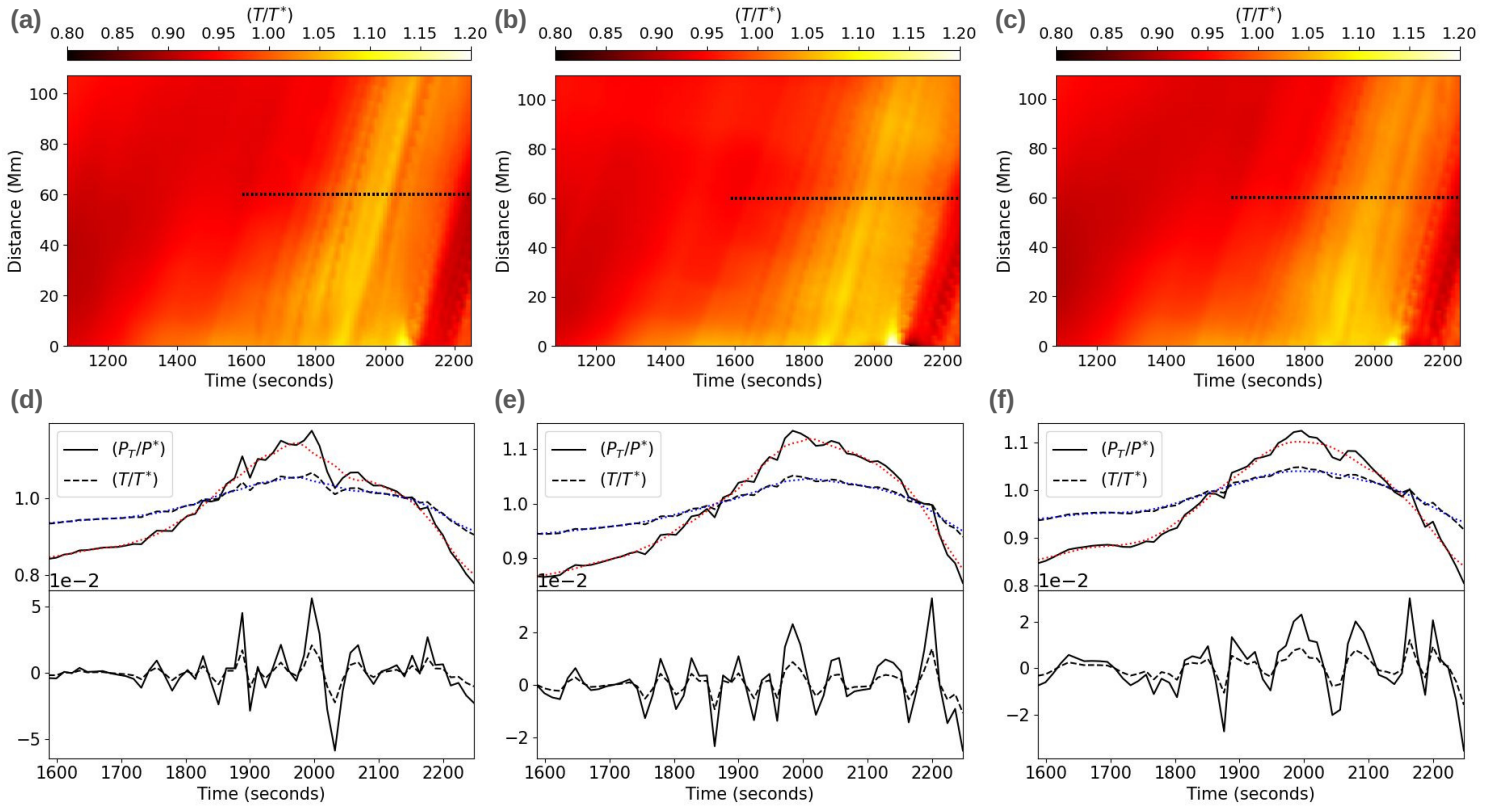 (a) (T/T*) (b) (T/T*) (c) (T/T*)
0.80 0.85 0.90 0.95 1.00 1.05 1.10 1.15 1.20 0.80 0.85 0.90 0.95 1.00 1.05 1.10 1.15 1.20 0.80 0.85 0.90 0.95 1.00 1.05 1.10 1.15 1.20
Distance (Mm)
100
80
60
40
20
0
1200 1400 1600 1800 2000 2200
Time (seconds)
Distance (Mm)
100
80
60
40
20
0
1200 1400 1600 1800 2000 2200
Time (seconds)
Distance (Mm)
100
80
60
40
20
0
1200 1400 1600 1800 2000 2200
Time (seconds)
(d)
(P_T/P*)
(T/T*)
1.0
0.8
1e−2
5
0
−5
1600 1700 1800 1900 2000 2100 2200
Time (seconds)
(e)
(P_T/P*)
(T/T*)
1.1
1.0
0.9
1e−2
2
0
−2
1600 1700 1800 1900 2000 2100 2200
Time (seconds)
(f)
(P_T/P*)
(T/T*)
1.1
1.0
0.9
0.8
1e−2
2
0
−2
1600 1700 1800 1900 2000 2100 2200
Time (seconds)